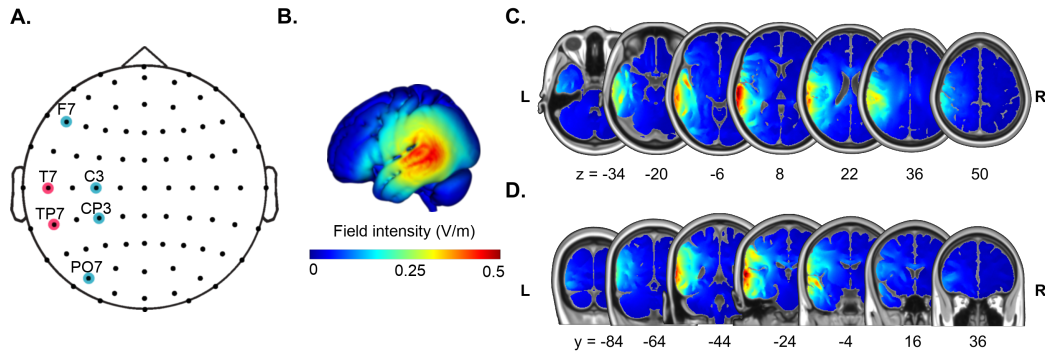 A.
F7
T7
C3
TP7
CP3
PO7
B.
Field intensity (V/m)
0
0.25
0.5
C.
L
R
z = -34
-20
-6
8
22
36
50
D.
L
R
y = -84
-64
-44
-24
-4
16
36